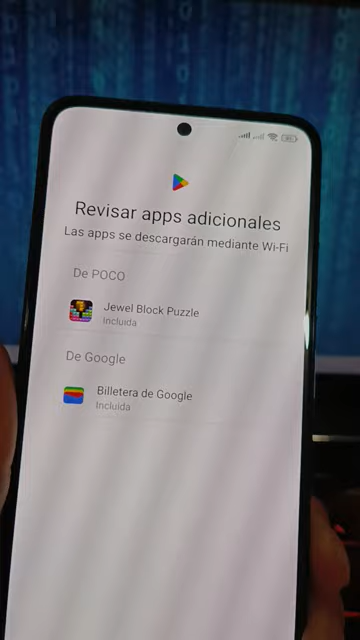 Revisar apps adicionales
Las apps se descargarán mediante Wi-Fi
De POCO
Jewel Block Puzzle
Incluida
De Google
Billetera de Google
Incluida